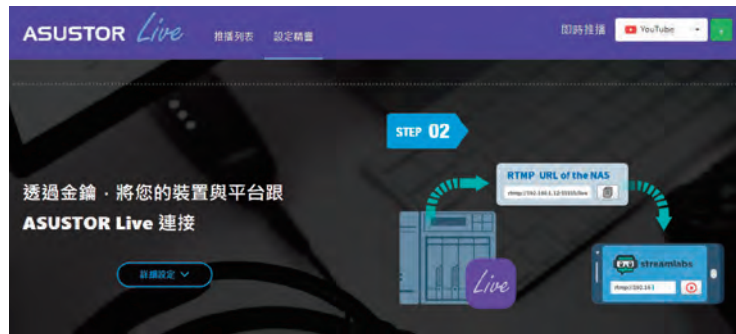 ASUSTOR Live
推播列表
設定精靈
即時推播
YouTube
STEP 02
RTMP URL of the NAS
透過金鑰，將您的裝置與平台跟
ASUSTOR Live 連接
詳細設定
Live
streamlabs